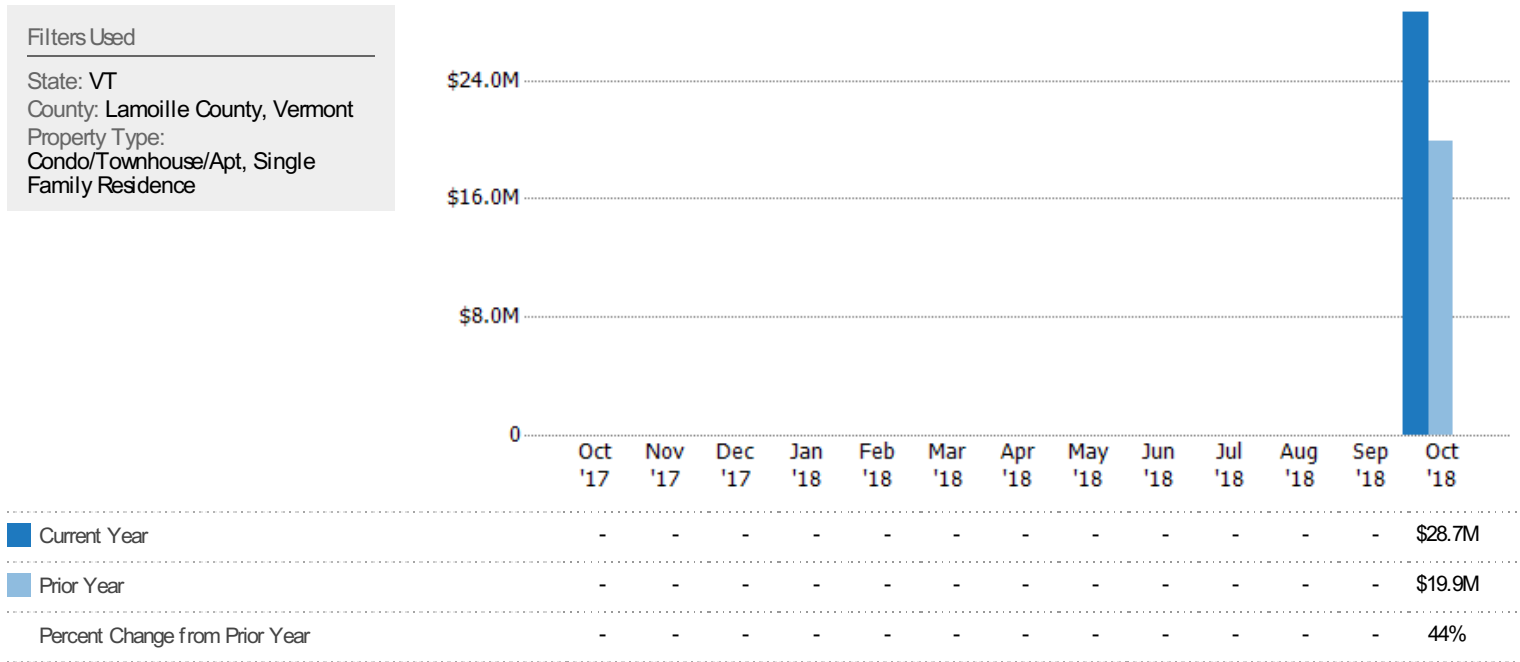 Filters Used
State: VT
County: Lamoille County, Vermont
Property Type:
Condo/Townhouse/Apt, Single
Family Residence
$24.0M
$16.0M
$8.0M
0
Oct Nov Dec Jan Feb Mar Apr May Jun Jul Aug Sep Oct
'17 '17 '17 '18 '18 '18 '18 '18 '18 '18 '18 '18 '18
Current Year - - - - - - - - - - - - $28.7M
Prior Year - - - - - - - - - - - - $19.9M
Percent Change from Prior Year - - - - - - - - - - - - 44%